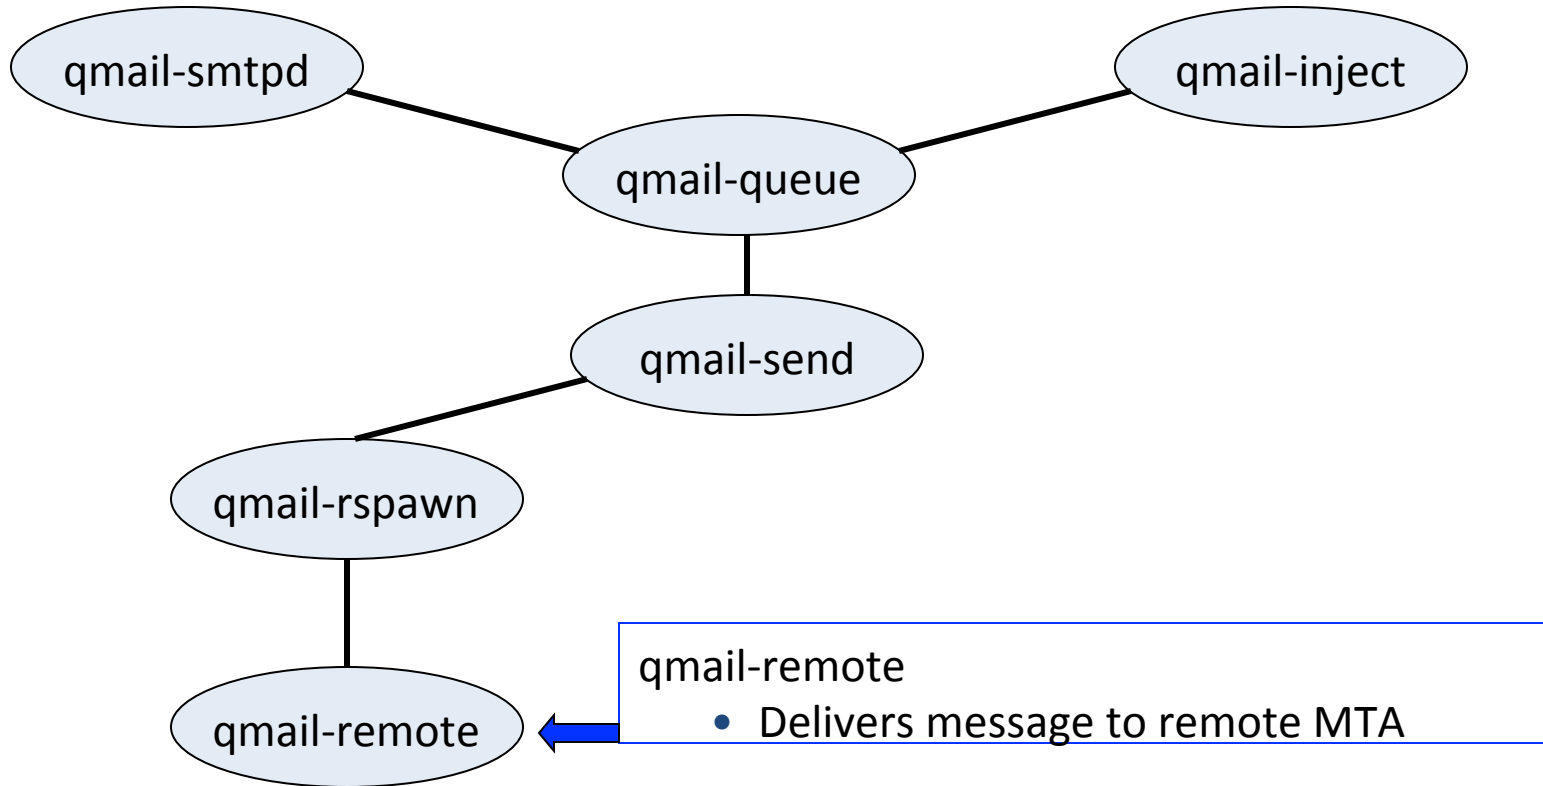 qmail-smtpd
qmail-inject
qmail-queue
qmail-send
qmail-rspawn
qmail-remote
qmail-remote
• Delivers message to remote MTA